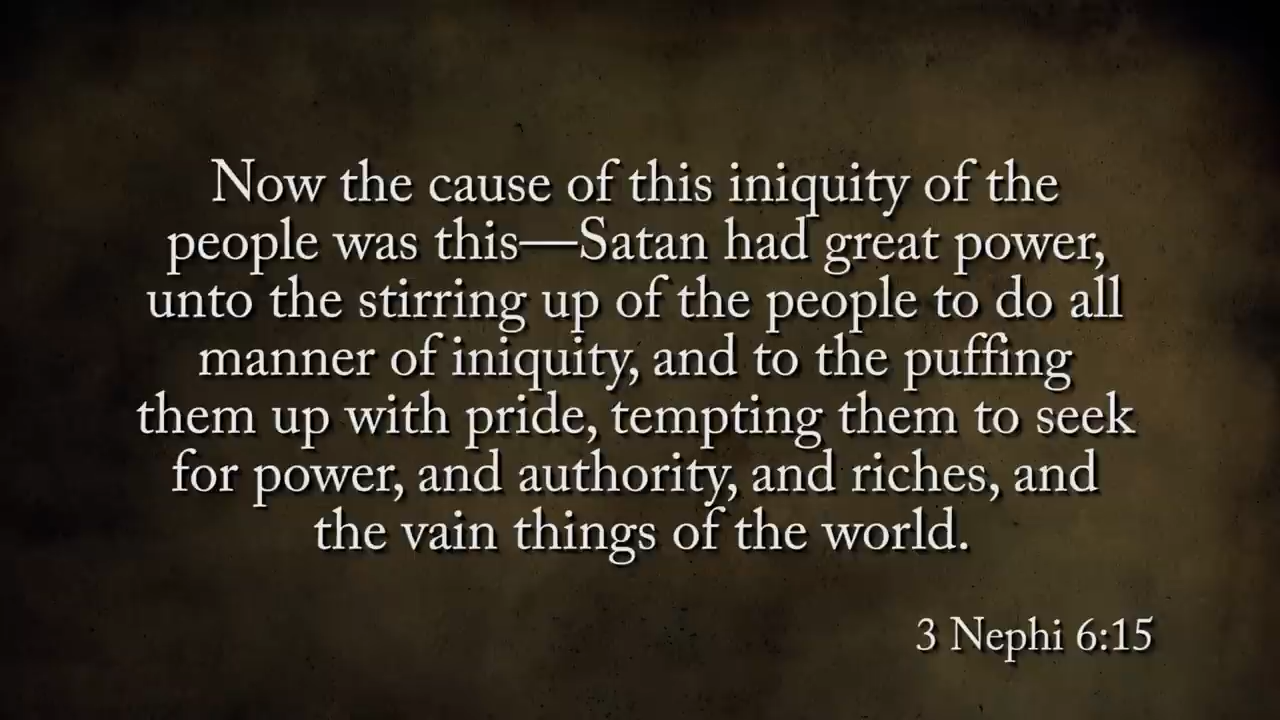 Now the cause of this iniquity of the
people was this—Satan had great power,
unto the stirring up of the people to do all
manner of iniquity, and to the puffing
them up with pride, tempting them to seek
for power, and authority, and riches, and
the vain things of the world.
3 Nephi 6:15